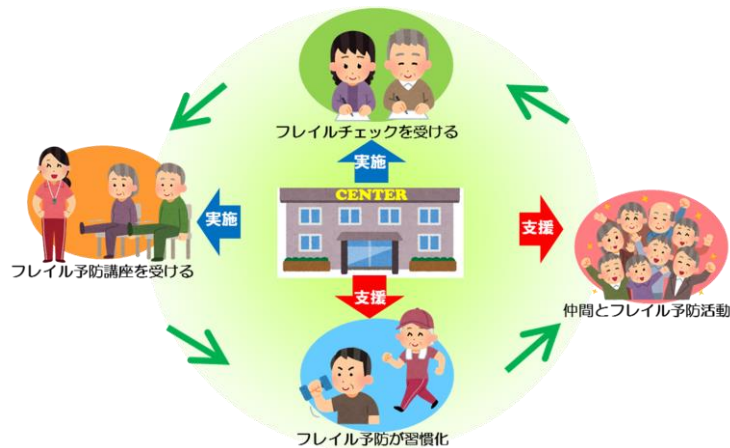 フレイルチェックを受ける
実施
CENTER
実施
支援
フレイル予防講座を受ける
支援
仲間とフレイル予防活動
フレイル予防が習慣化